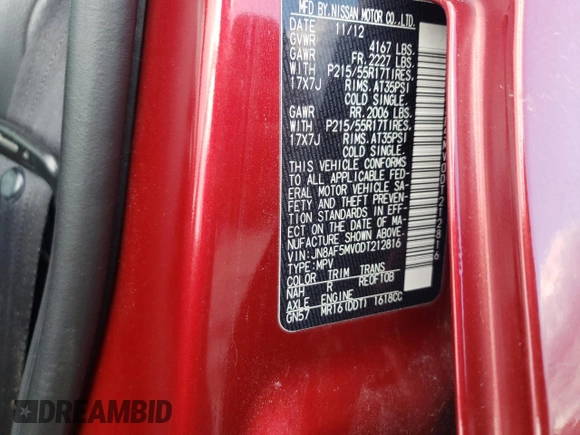 MFD BY.NISSAN MOTOR CO.,LTD.
DATE 11/12
GVWR 4167 LBS.
GAWR FR.2227 LBS.
WITH P215/55R17TIRES,
17X7J RIMS.AT35PSI
COLD SINGLE.
GAWR RR.2006 LBS.
WITH P215/55R17TIRES,
17X7J RIMS.AT35PSI
COLD SINGLE.
THIS VEHICLE CONFORMS
TO ALL APPLICABLE FED-
ERAL MOTOR VEHICLE SA-
FETY AND THEFT PREVEN-
TION STANDARDS IN EFF-
ECT ON THE DATE OF MA-
NUFACTURE SHOWN ABOVE.
VIN:JN8AF5MV0DT212816
TYPE:MPV
COLOR TRIM TRANS
NAH R RE0F10B
AXLE ENGINE
GN57 MR16(DDT) 1618CC
DREAMBID